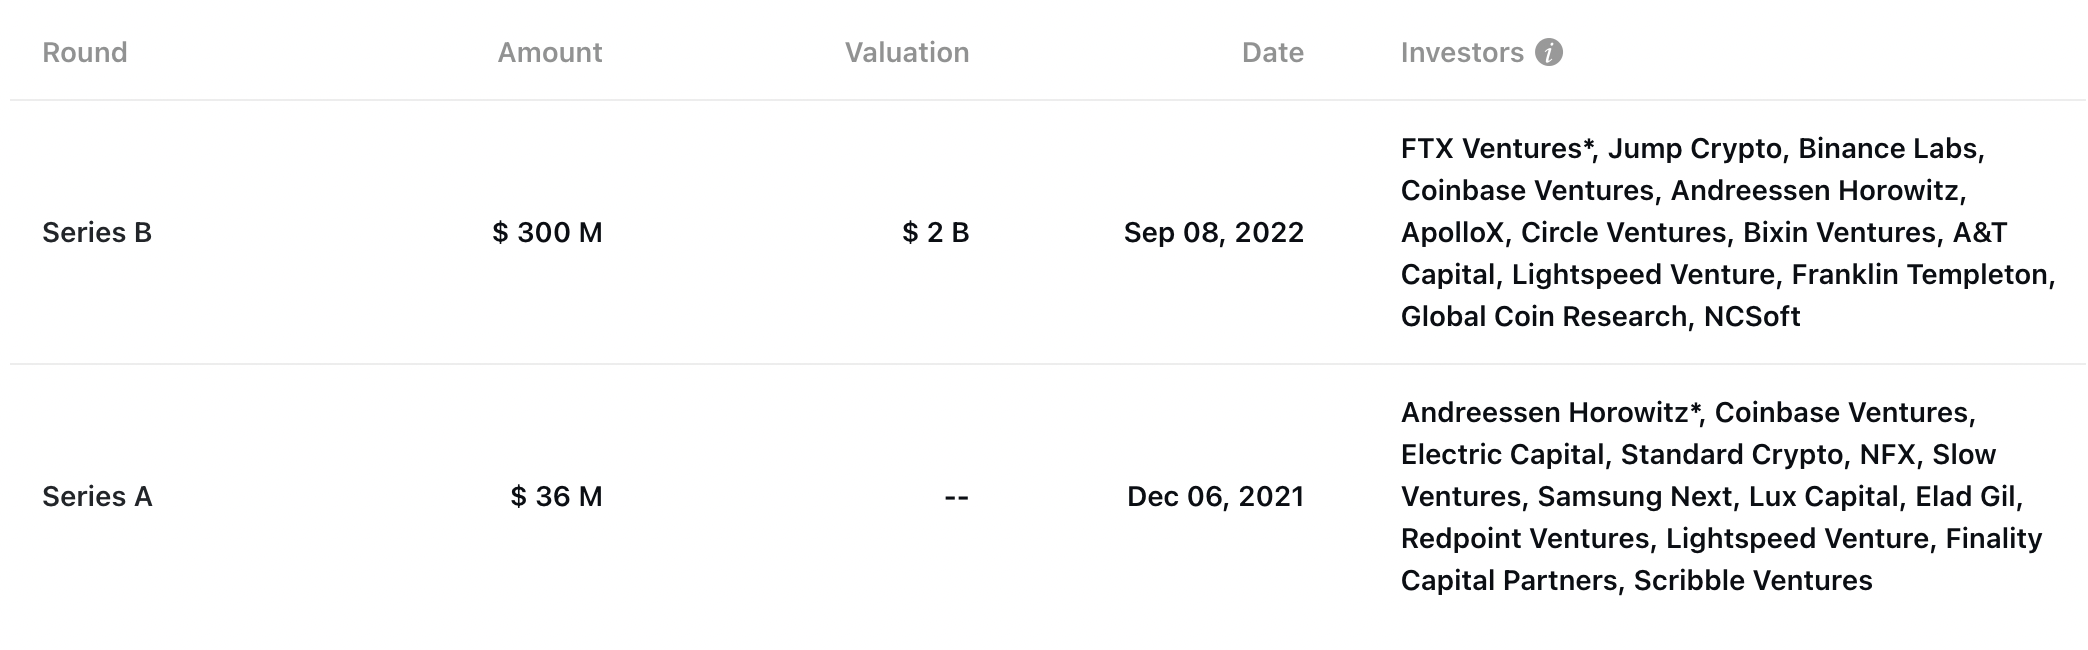 Round Amount Valuation Date Investors i
Series B $ 300 M $ 2 B Sep 08, 2022 FTX Ventures*, Jump Crypto, Binance Labs,
Coinbase Ventures, Andreessen Horowitz,
ApolloX, Circle Ventures, Bixin Ventures, A&T
Capital, Lightspeed Venture, Franklin Templeton,
Global Coin Research, NCSoft
Series A $ 36 M -- Dec 06, 2021 Andreessen Horowitz*, Coinbase Ventures,
Electric Capital, Standard Crypto, NFX, Slow
Ventures, Samsung Next, Lux Capital, Elad Gil,
Redpoint Ventures, Lightspeed Venture, Finality
Capital Partners, Scribble Ventures